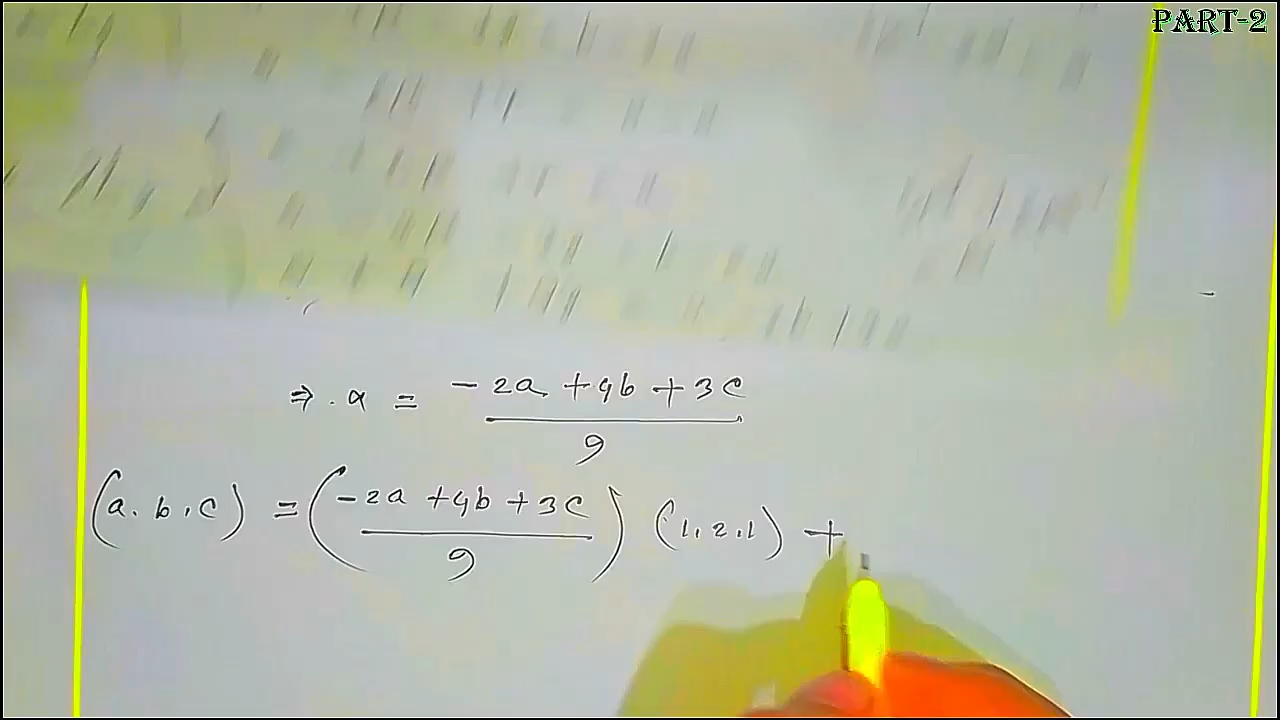 PART-2
⇒ . a = - 2a + 4b + 3c
9
(a, b, c) = (- 2a + 4b + 3c) (1, 2, 1) +
9